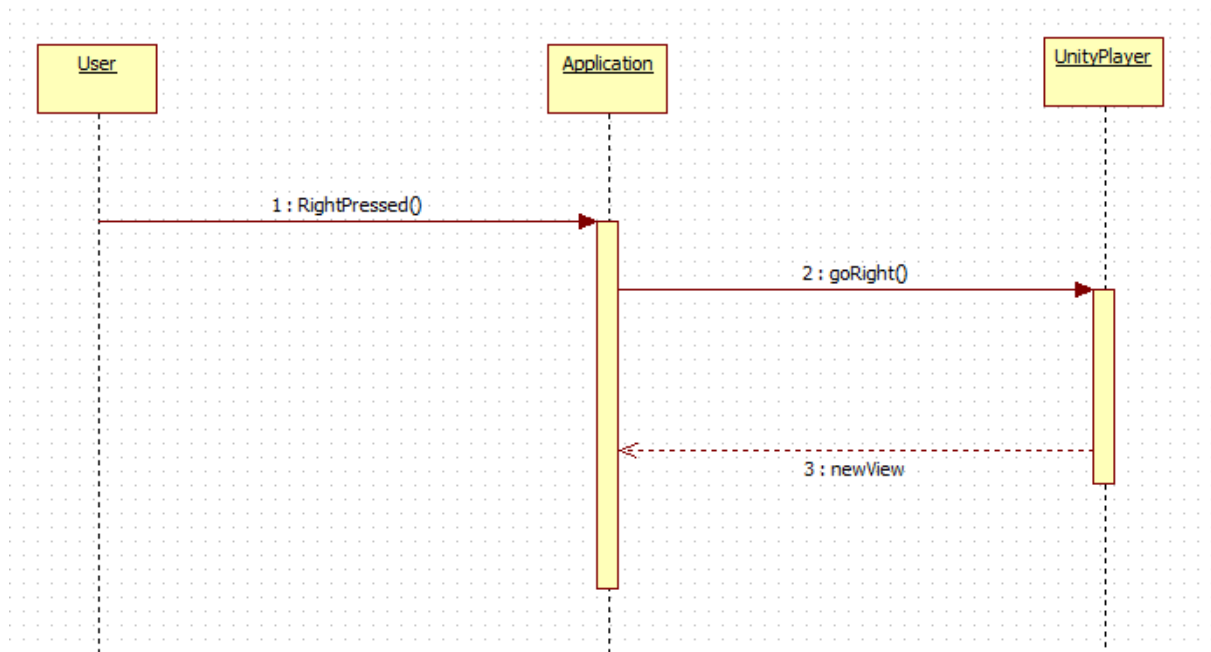 User
Application
UnityPlayer
1 : RightPressed()
2 : goRight()
3 : newView